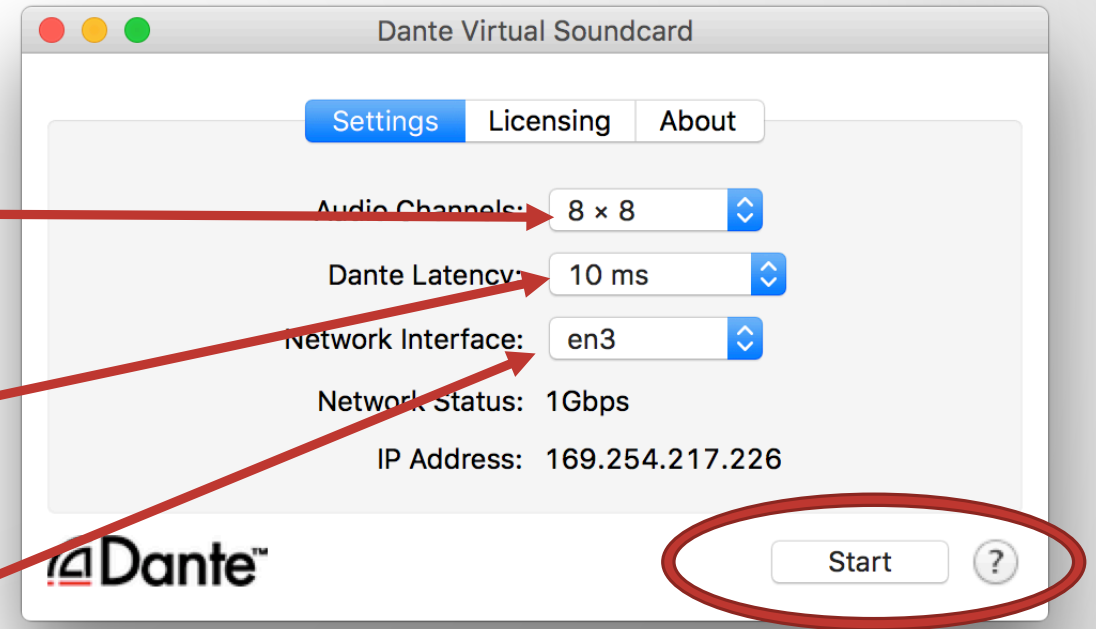 Dante Virtual Soundcard
Settings Licensing About
Audio Channels: 8 × 8
Dante Latency: 10 ms
Network Interface: en3
Network Status: 1Gbps
IP Address: 169.254.217.226
Dante™ Start ?